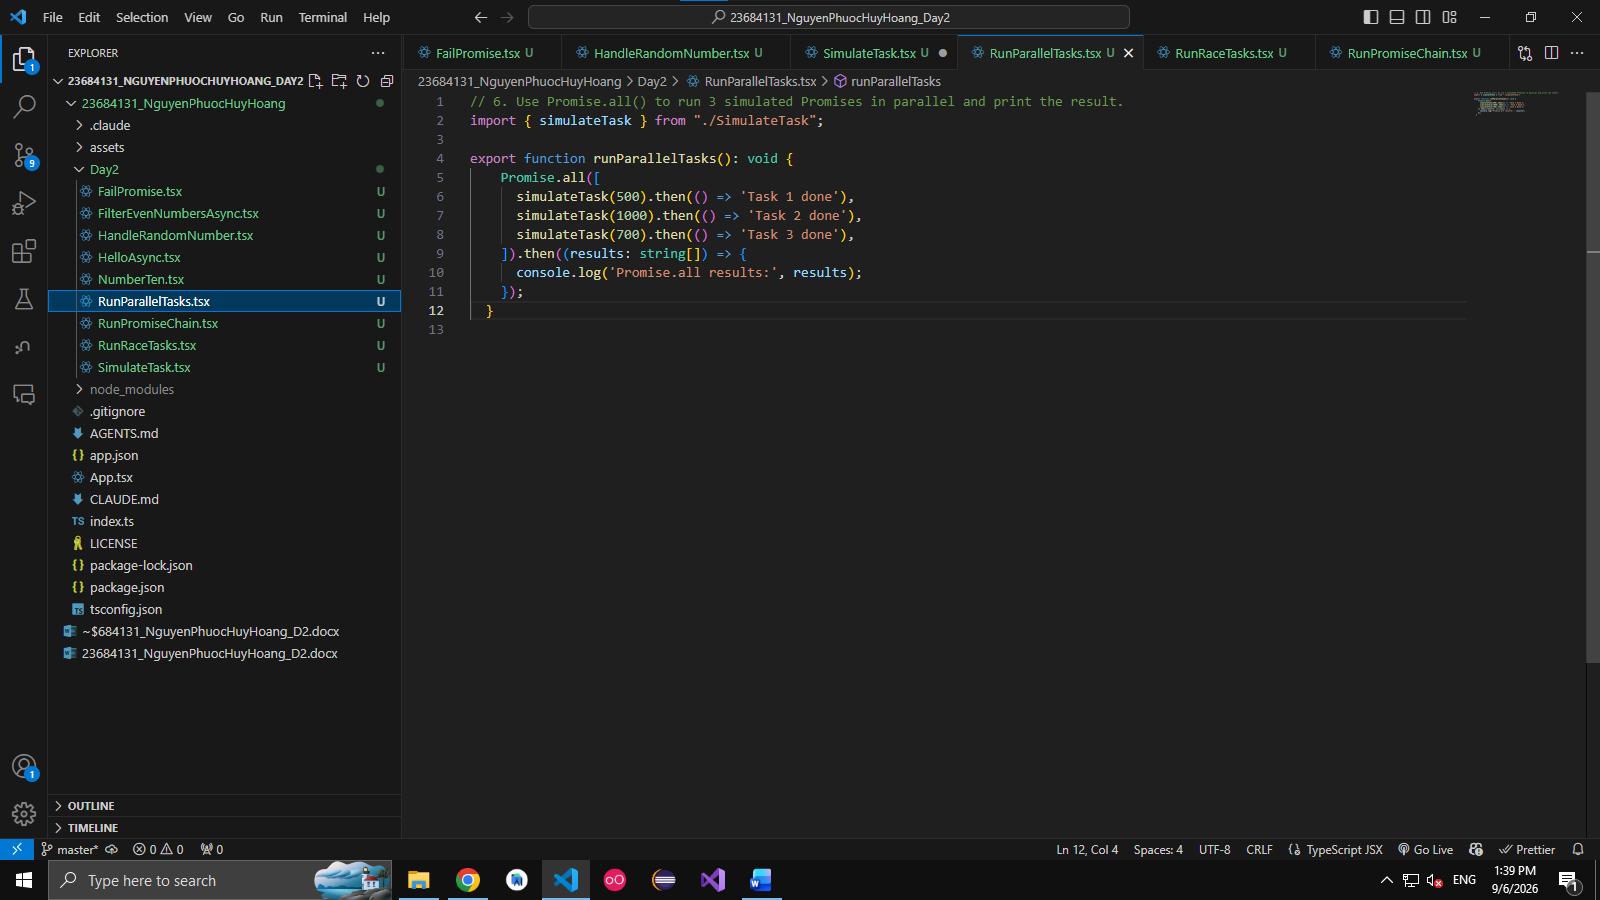 File Edit Selection View Go Run Terminal Help
23684131_NguyenPhuocHuyHoang_Day2
EXPLORER
23684131_NGUYENPHUOCHUYHOANG_DAY2
23684131_NguyenPhuocHuyHoang
.claude
assets
Day2
FailPromise.tsx U
FilterEvenNumbersAsync.tsx U
HandleRandomNumber.tsx U
HelloAsync.tsx U
NumberTen.tsx U
RunParallelTasks.tsx U
RunPromiseChain.tsx U
RunRaceTasks.tsx U
SimulateTask.tsx U
node_modules
.gitignore
AGENTS.md
app.json
App.tsx
CLAUDE.md
index.ts
LICENSE
package-lock.json
package.json
tsconfig.json
~$684131_NguyenPhuocHuyHoang_D2.docx
23684131_NguyenPhuocHuyHoang_D2.docx
OUTLINE
TIMELINE
1
9
1
FailPromise.tsx U HandleRandomNumber.tsx U SimulateTask.tsx U RunParallelTasks.tsx U RunRaceTasks.tsx U RunPromiseChain.tsx U
23684131_NguyenPhuocHuyHoang > Day2 > RunParallelTasks.tsx > runParallelTasks
1 // 6. Use Promise.all() to run 3 simulated Promises in parallel and print the result.
2 import { simulateTask } from "./SimulateTask";
3
4 export function runParallelTasks(): void {
5 Promise.all([
6 simulateTask(500).then(() => 'Task 1 done'),
7 simulateTask(1000).then(() => 'Task 2 done'),
8 simulateTask(700).then(() => 'Task 3 done'),
9 ]).then((results: string[]) => {
10 console.log('Promise.all results:', results);
11 });
12 }
13
master* 0 0 0
Ln 12, Col 4 Spaces: 4 UTF-8 CRLF TypeScript JSX Go Live Prettier
Type here to search
ENG
1:39 PM
9/6/2026
1